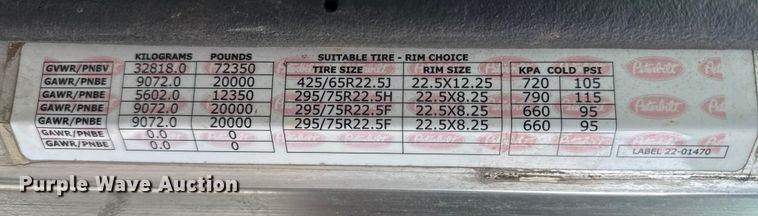 KILOGRAMS POUNDS SUITABLE TIRE - RIM CHOICE
GVWR/PNBV 32818.0 72350 TIRE SIZE RIM SIZE KPA COLD PSI
GAWR/PNBE 9072.0 20000 425/65R22.5J 22.5X12.25 720 105
GAWR/PNBE 5602.0 12350 295/75R22.5H 22.5X8.25 790 115
GAWR/PNBE 9072.0 20000 295/75R22.5F 22.5X8.25 660 95
GAWR/PNBE 9072.0 20000 295/75R22.5F 22.5X8.25 660 95
GAWR/PNBE 0.0 0
GAWR/PNBE 0.0 0
Peterbilt
Peterbilt
LABEL 22-01470
Purple Wave Auction